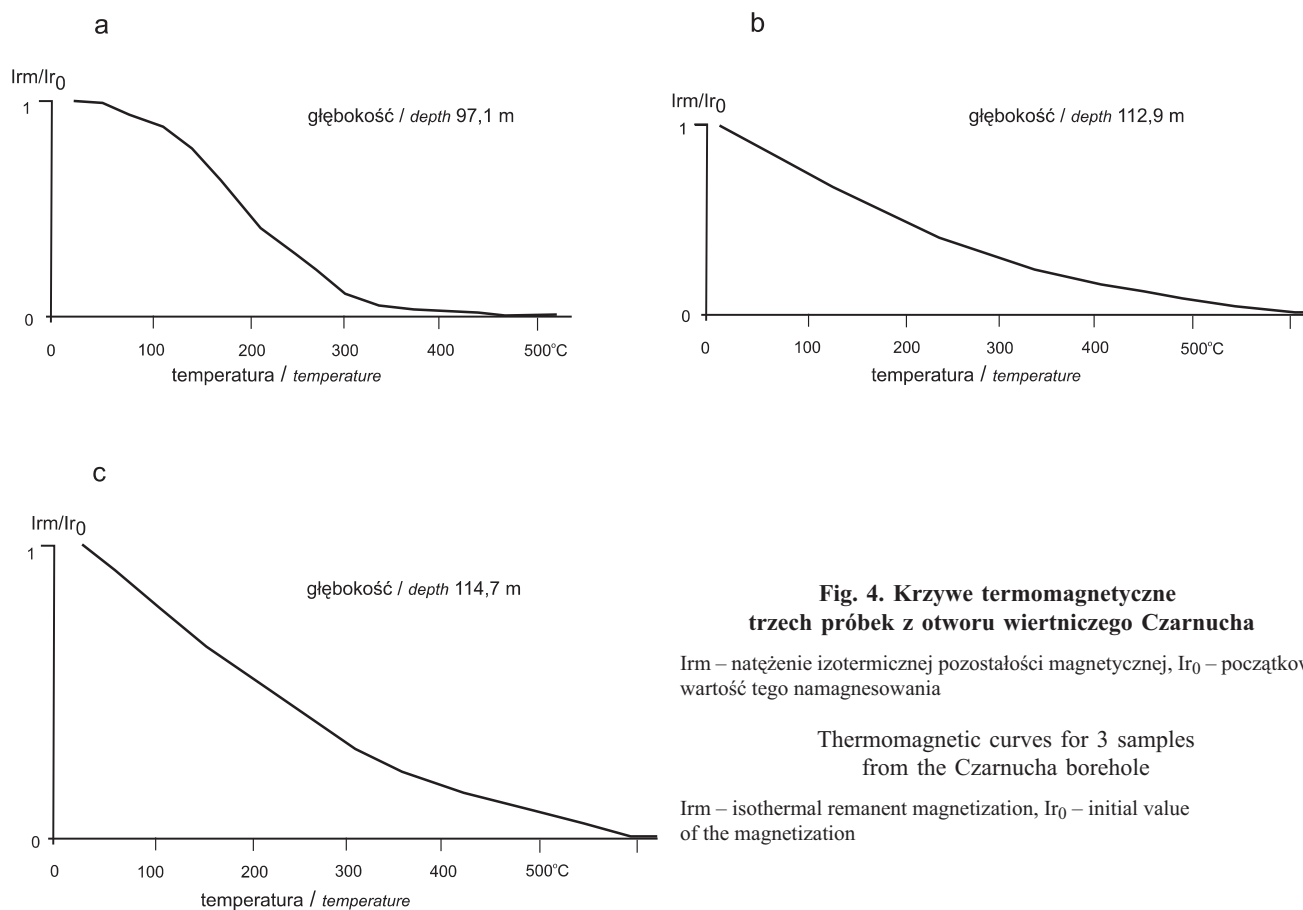 a
Irm/Ir0
1
głębokość / depth 97,1 m
0
0 100 200 300 400 500°C
temperatura / temperature
b
Irm/Ir0
1
głębokość / depth 112,9 m
0
0 100 200 300 400 500°C
temperatura / temperature
c
Irm/Ir0
1
głębokość / depth 114,7 m
0
0 100 200 300 400 500°C
temperatura / temperature
Fig. 4. Krzywe termomagnetyczne
trzech próbek z otworu wiertniczego Czarnucha
Irm – natężenie izotermicznej pozostałości magnetycznej, Ir0 – początkow
wartość tego namagnesowania
Thermomagnetic curves for 3 samples
from the Czarnucha borehole
Irm – isothermal remanent magnetization, Ir0 – initial value
of the magnetization